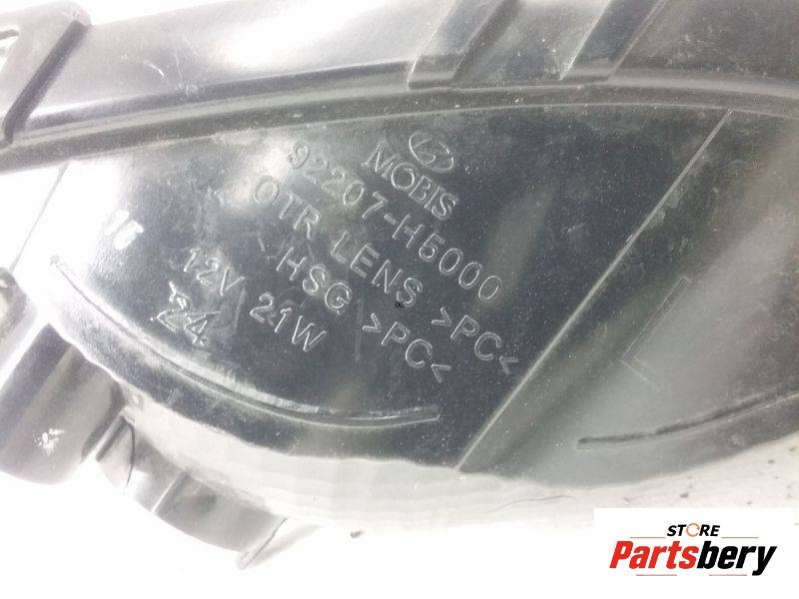 MOBIS
92207-H5000
OTR LENS >PC<
HSG >PC<
12V 21W
24
STORE
Partsbery